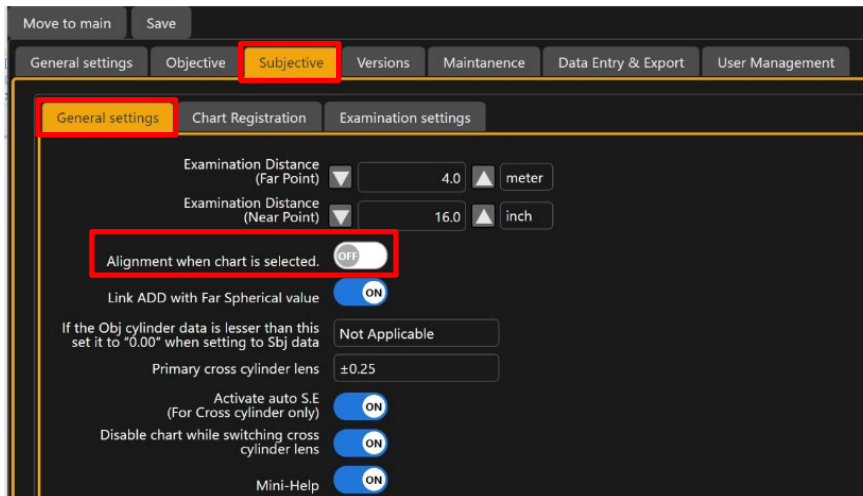 Move to main Save
General settings Objective Subjective Versions Maintanence Data Entry & Export User Management
General settings Chart Registration Examination settings
Examination Distance
(Far Point) 4.0 meter
Examination Distance
(Near Point) 16.0 inch
Alignment when chart is selected. OFF
Link ADD with Far Spherical value ON
If the Obj cylinder data is lesser than this
set it to "0.00" when setting to Sbj data Not Applicable
Primary cross cylinder lens ±0.25
Activate auto S.E
(For Cross cylinder only) ON
Disable chart while switching cross
cylinder lens ON
Mini-Help ON